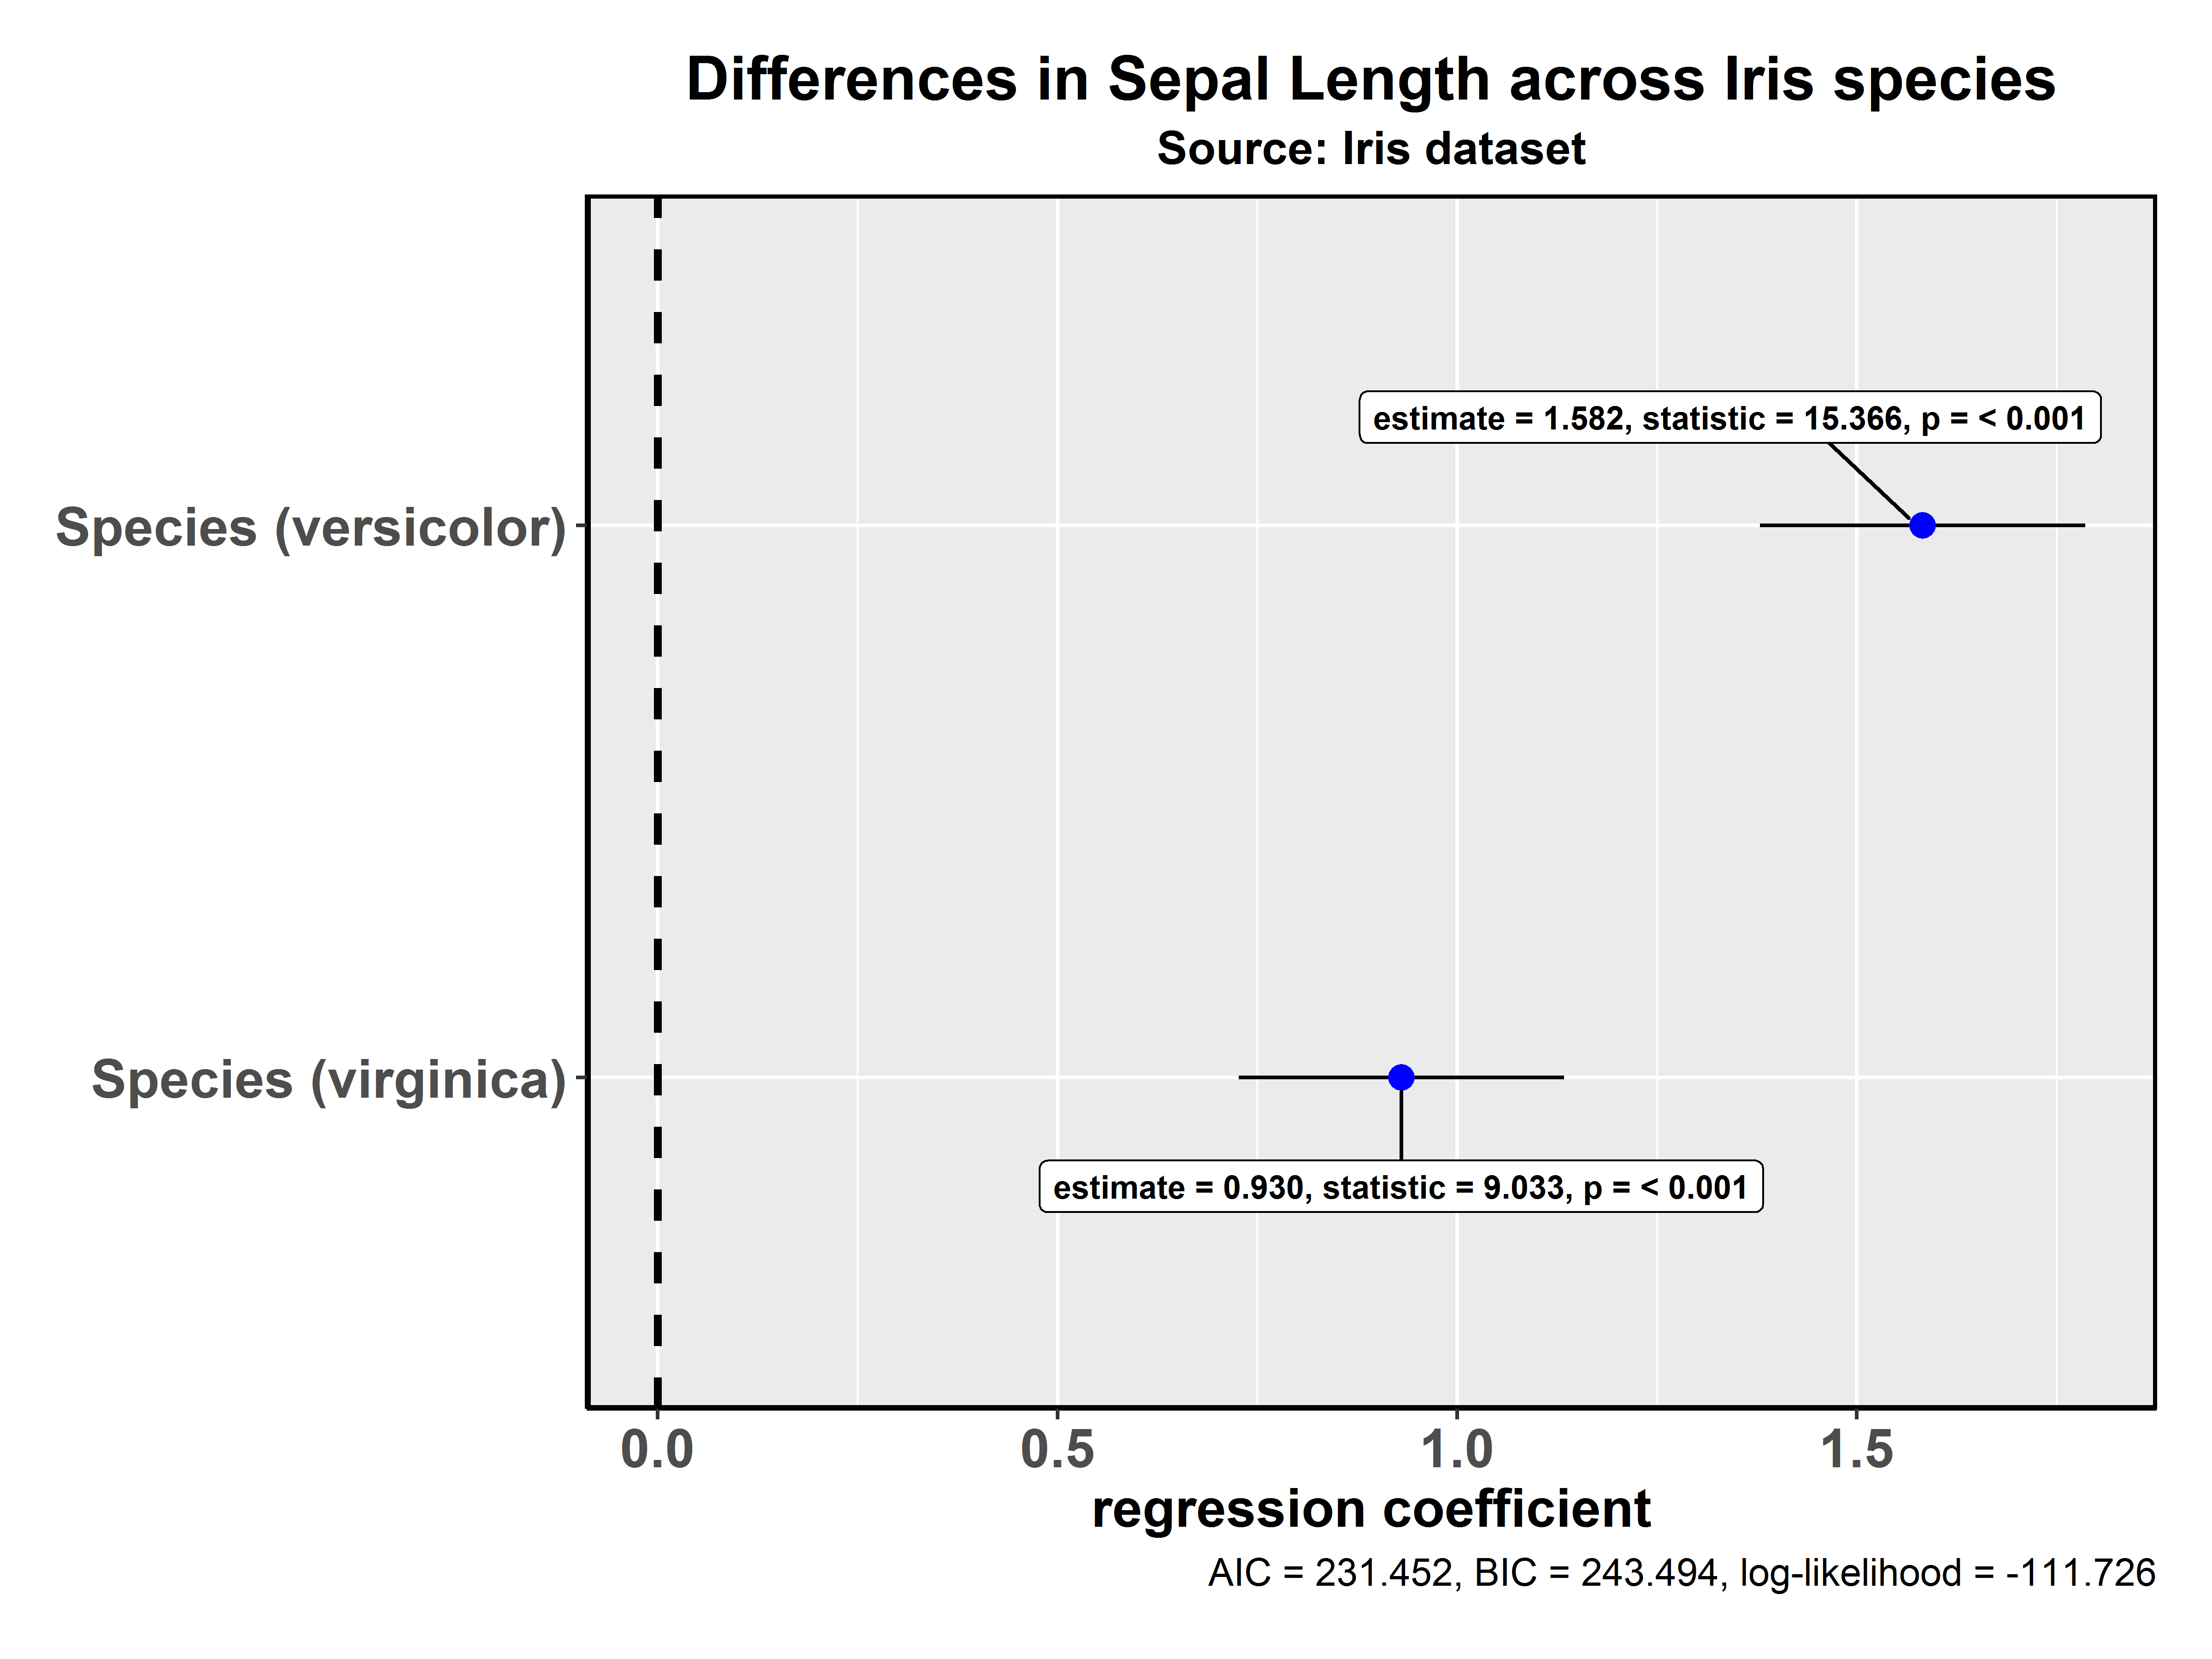 Differences in Sepal Length across Iris species
Source: Iris dataset
estimate = 1.582, statistic = 15.366, p = < 0.001
Species (versicolor)
Species (virginica)
estimate = 0.930, statistic = 9.033, p = < 0.001
0.0 0.5 1.0 1.5
regression coefficient
AIC = 231.452, BIC = 243.494, log-likelihood = -111.726